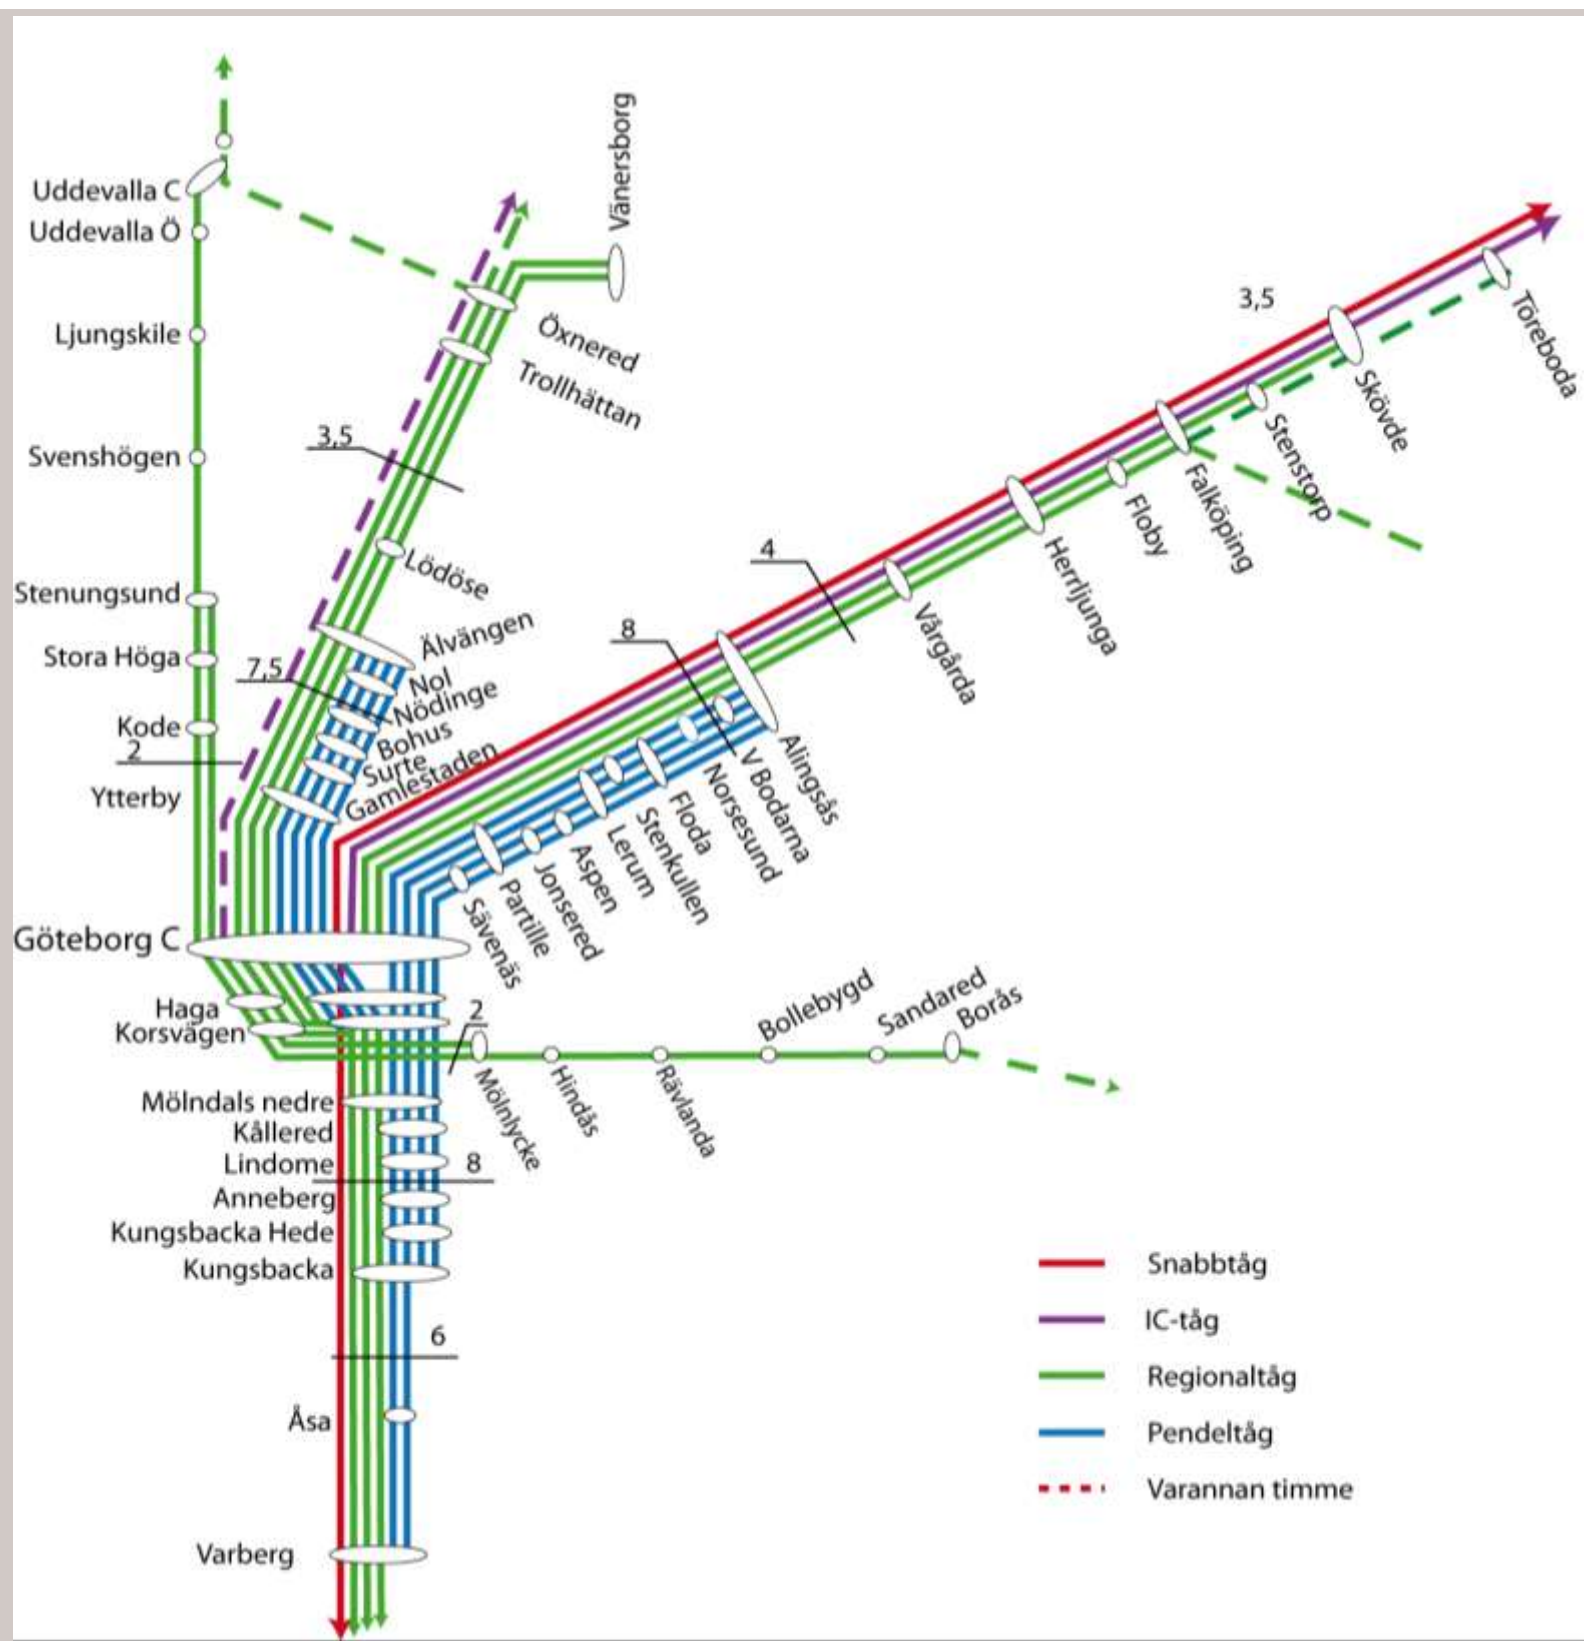 Uddevalla C
Uddevalla Ö
Ljungskile
Svenshögen
Stenungsund
Stora Höga
Kode
2
Ytterby
Göteborg C
Haga
Korsvägen
Mölndals nedre
Kållered
Lindome
Anneberg
Kungsbacka Hede
Kungsbacka
Åsa
Varberg
8
6
2
Vänersborg
Öxnered
Trollhättan
3,5
Lödöse
Älvängen
7,5
Nol
Nödinge
Bohus
Surte
Gamlestaden
3,5
Töreboda
Skövde
Stenstorp
Falköping
Floby
Herrljunga
4
Vårgårda
8
Alingsås
V Bodarna
Norsesund
Floda
Stenkullen
Lerum
Aspen
Jonsered
Partille
Sävenäs
Mölnlycke
Hindås
Rävlanda
Bollebygd
Sandared
Borås
Snabbtåg
IC-tåg
Regionaltåg
Pendeltåg
Varannan timme